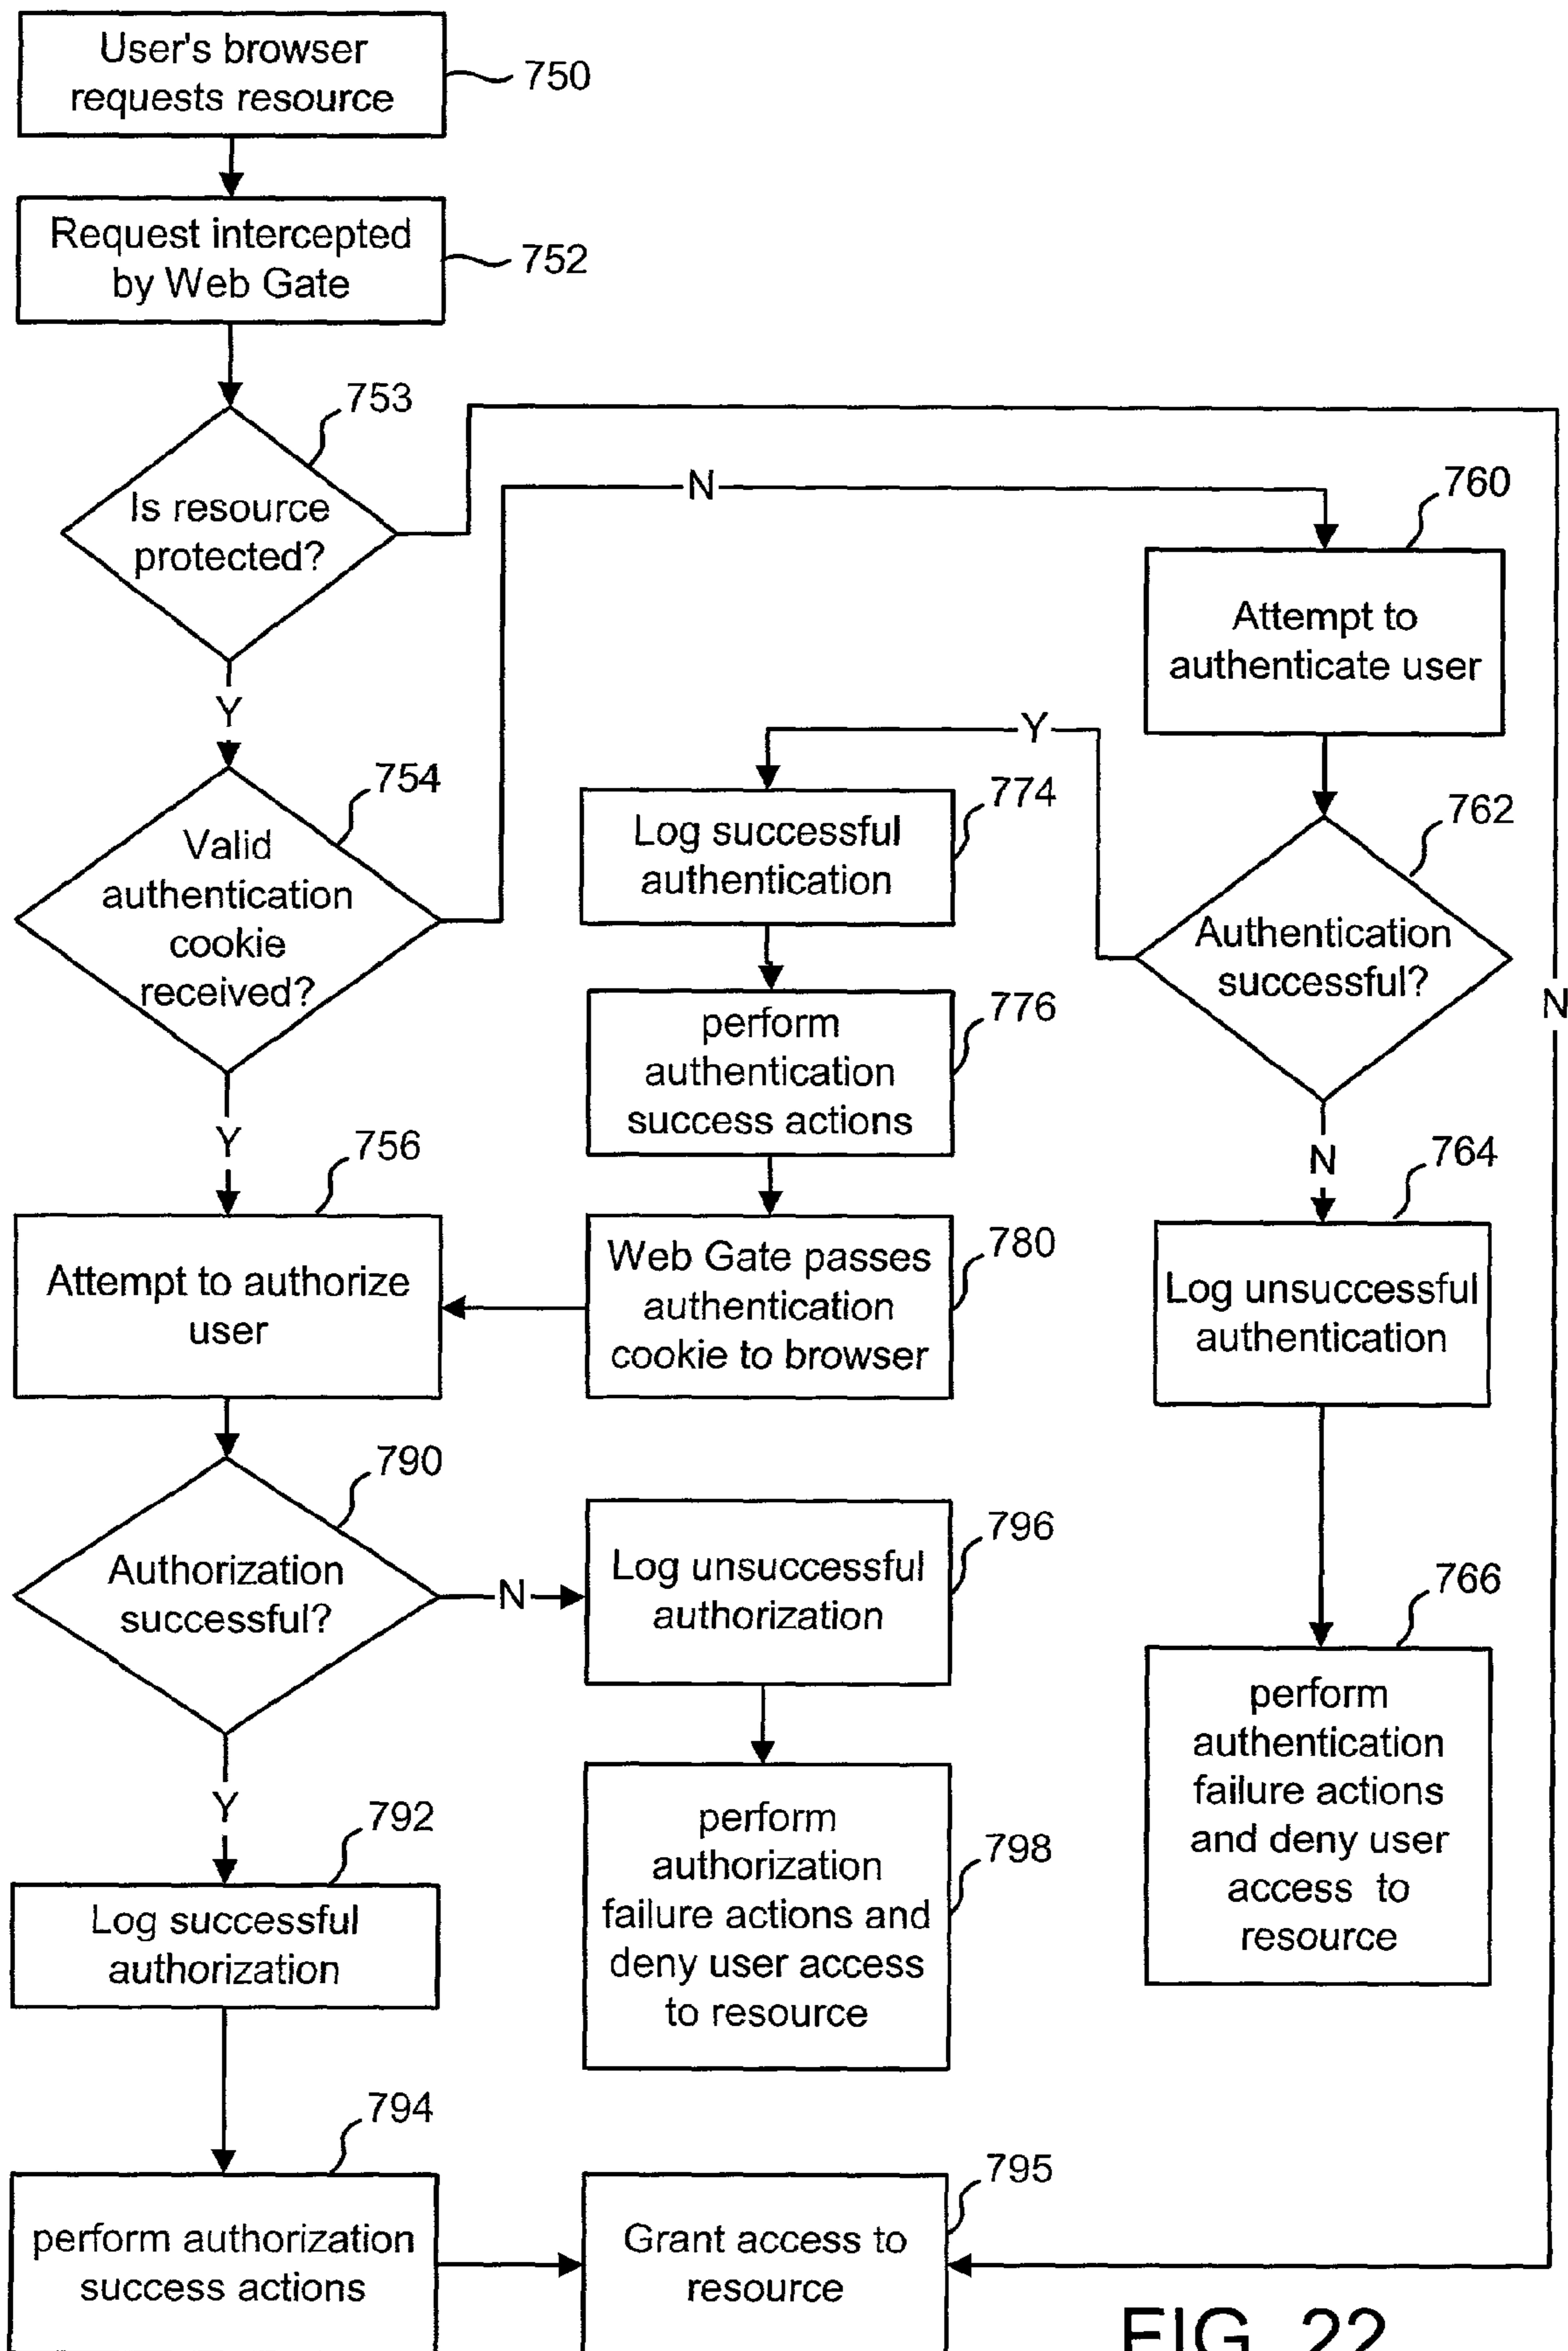 User's browser
requests resource
750
Request intercepted
by Web Gate
752
753
Is resource
protected?
N
760
Attempt to
authenticate user
Y
Y
754
Valid
authentication
cookie
received?
774
Log successful
authentication
762
Authentication
successful?
N
776
perform
authentication
success actions
Y
N
756
764
Attempt to authorize
user
780
Web Gate passes
authentication
cookie to browser
Log unsuccessful
authentication
790
Authorization
successful?
N
796
Log unsuccessful
authorization
766
perform
authentication
failure actions
and deny user
access to
resource
Y
792
Log successful
authorization
798
perform
authorization
failure actions and
deny user access
to resource
794
perform authorization
success actions
795
Grant access to
resource
FIG. 22